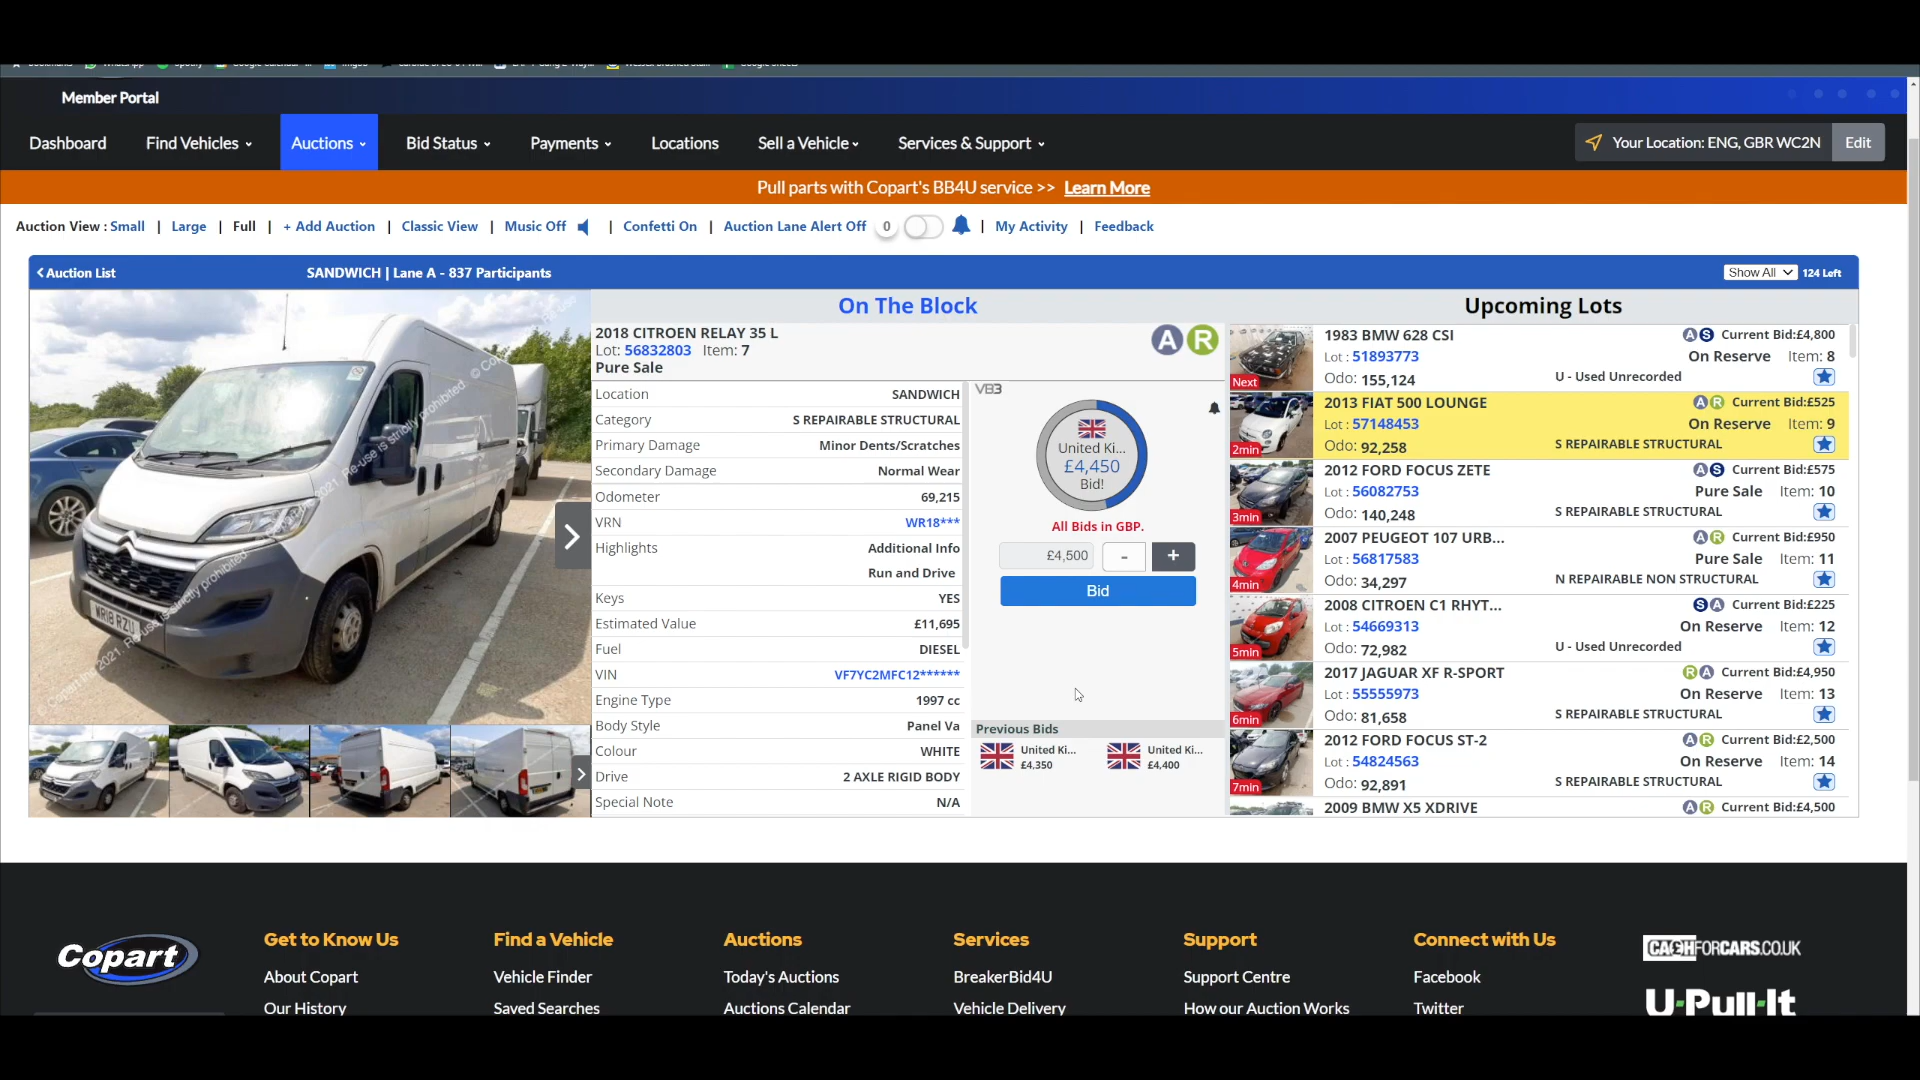 Member Portal
Dashboard Find Vehicles Auctions Bid Status Payments Locations Sell a Vehicle Services & Support Your Location: ENG, GBR WC2N Edit
Pull parts with Copart's BB4U service >> Learn More
Auction View : Small | Large | Full | + Add Auction | Classic View | Music Off | Confetti On | Auction Lane Alert Off 0 | My Activity | Feedback
Auction List SANDWICH | Lane A - 837 Participants Show All 124 Left
On The Block
2018 CITROEN RELAY 35 L
Lot: 56832803 Item: 7
Pure Sale
A R
Location SANDWICH
Category S REPAIRABLE STRUCTURAL
Primary Damage Minor Dents/Scratches
Secondary Damage Normal Wear
Odometer 69,215
VRN WR18***
Highlights Additional Info
Run and Drive
Keys YES
Estimated Value £11,695
Fuel DIESEL
VIN VF7YC2MFC12******
Engine Type 1997 cc
Body Style Panel Va
Colour WHITE
Drive 2 AXLE RIGID BODY
Special Note N/A
VB3
United Ki...
£4,450
Bid!
All Bids in GBP.
£4,500 - +
Bid
Previous Bids
United Ki... £4,350
United Ki... £4,400
Upcoming Lots
1983 BMW 628 CSI A S Current Bid:£4,800
Lot : 51893773 On Reserve Item: 8
Next Odo: 155,124 U - Used Unrecorded
2013 FIAT 500 LOUNGE A R Current Bid:£525
Lot : 57148453 On Reserve Item: 9
2min Odo: 92,258 S REPAIRABLE STRUCTURAL
2012 FORD FOCUS ZETE A S Current Bid:£575
Lot : 56082753 Pure Sale Item: 10
3min Odo: 140,248 S REPAIRABLE STRUCTURAL
2007 PEUGEOT 107 URB... A R Current Bid:£950
Lot : 56817583 Pure Sale Item: 11
4min Odo: 34,297 N REPAIRABLE NON STRUCTURAL
2008 CITROEN C1 RHYT... S A Current Bid:£225
Lot : 54669313 On Reserve Item: 12
5min Odo: 72,982 U - Used Unrecorded
2017 JAGUAR XF R-SPORT R A Current Bid:£4,950
Lot : 55555973 On Reserve Item: 13
6min Odo: 81,658 S REPAIRABLE STRUCTURAL
2012 FORD FOCUS ST-2 A R Current Bid:£2,500
Lot : 54824563 On Reserve Item: 14
7min Odo: 92,891 S REPAIRABLE STRUCTURAL
2009 BMW X5 XDRIVE A R Current Bid:£4,500
WR18 RZU
Re-use is strictly prohibited.
Copart
Get to Know Us
About Copart
Our History
Find a Vehicle
Vehicle Finder
Saved Searches
Auctions
Today's Auctions
Auctions Calendar
Services
BreakerBid4U
Vehicle Delivery
Support
Support Centre
How our Auction Works
Connect with Us
Facebook
Twitter
CASHFORCARS.CO.UK
U-Pull-It